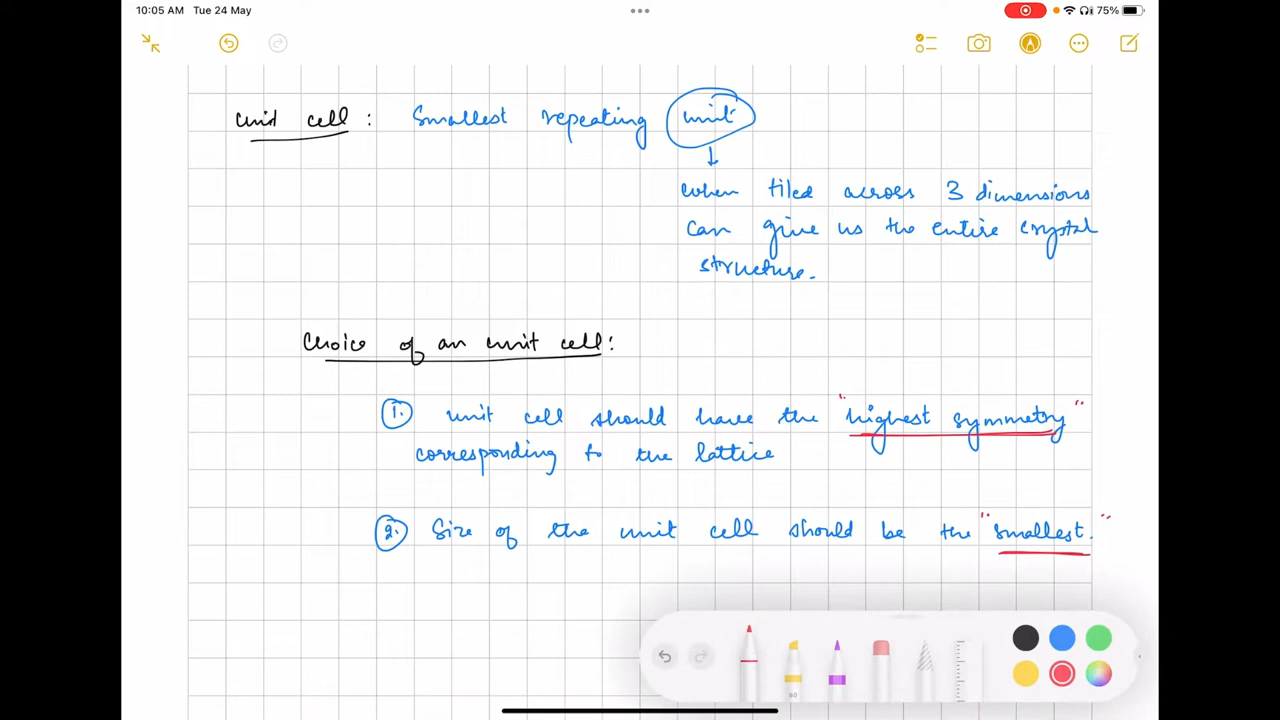 10:05 AM Tue 24 May
75%
Unit cell : Smallest repeating unit
when tiled across 3 dimensions
can give us the entire crystal
structure.
Choice of an unit cell:
1. unit cell should have the "highest symmetry"
corresponding to the lattice
2. Size of the unit cell should be the "smallest."
80